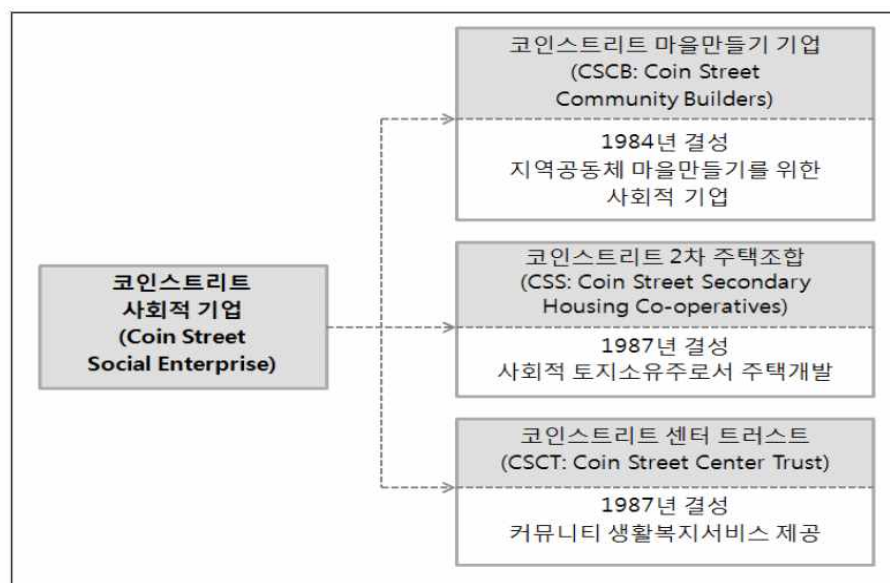 코인스트리트
사회적 기업
(Coin Street
Social Enterprise)
코인스트리트 마을만들기 기업
(CSCB: Coin Street
Community Builders)
1984년 결성
지역공동체 마을만들기를 위한
사회적 기업
코인스트리트 2차 주택조합
(CSS: Coin Street Secondary
Housing Co-operatives)
1987년 결성
사회적 토지소유주로서 주택개발
코인스트리트 센터 트러스트
(CSCT: Coin Street Center Trust)
1987년 결성
커뮤니티 생활복지서비스 제공